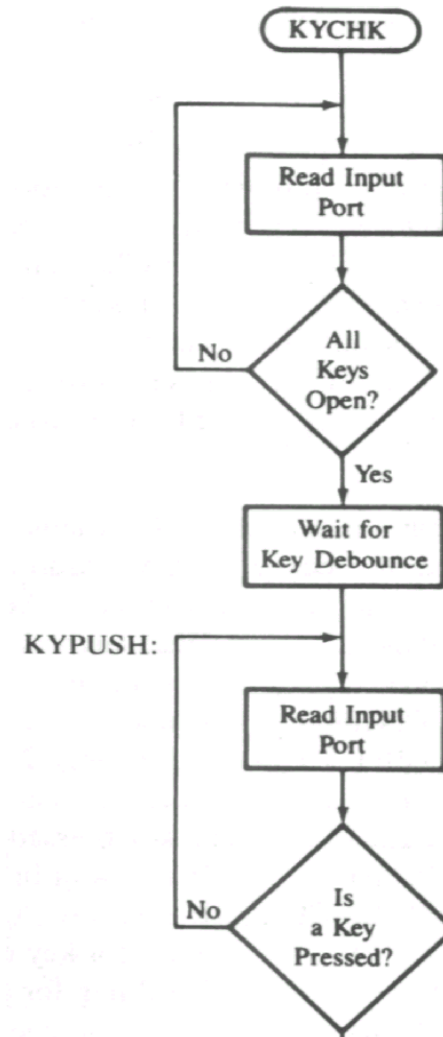 KYCHK
Read Input
Port
All
Keys
Open?
No
Yes
Wait for
Key Debounce
KYPUSH:
Read Input
Port
Is
a Key
Pressed?
No